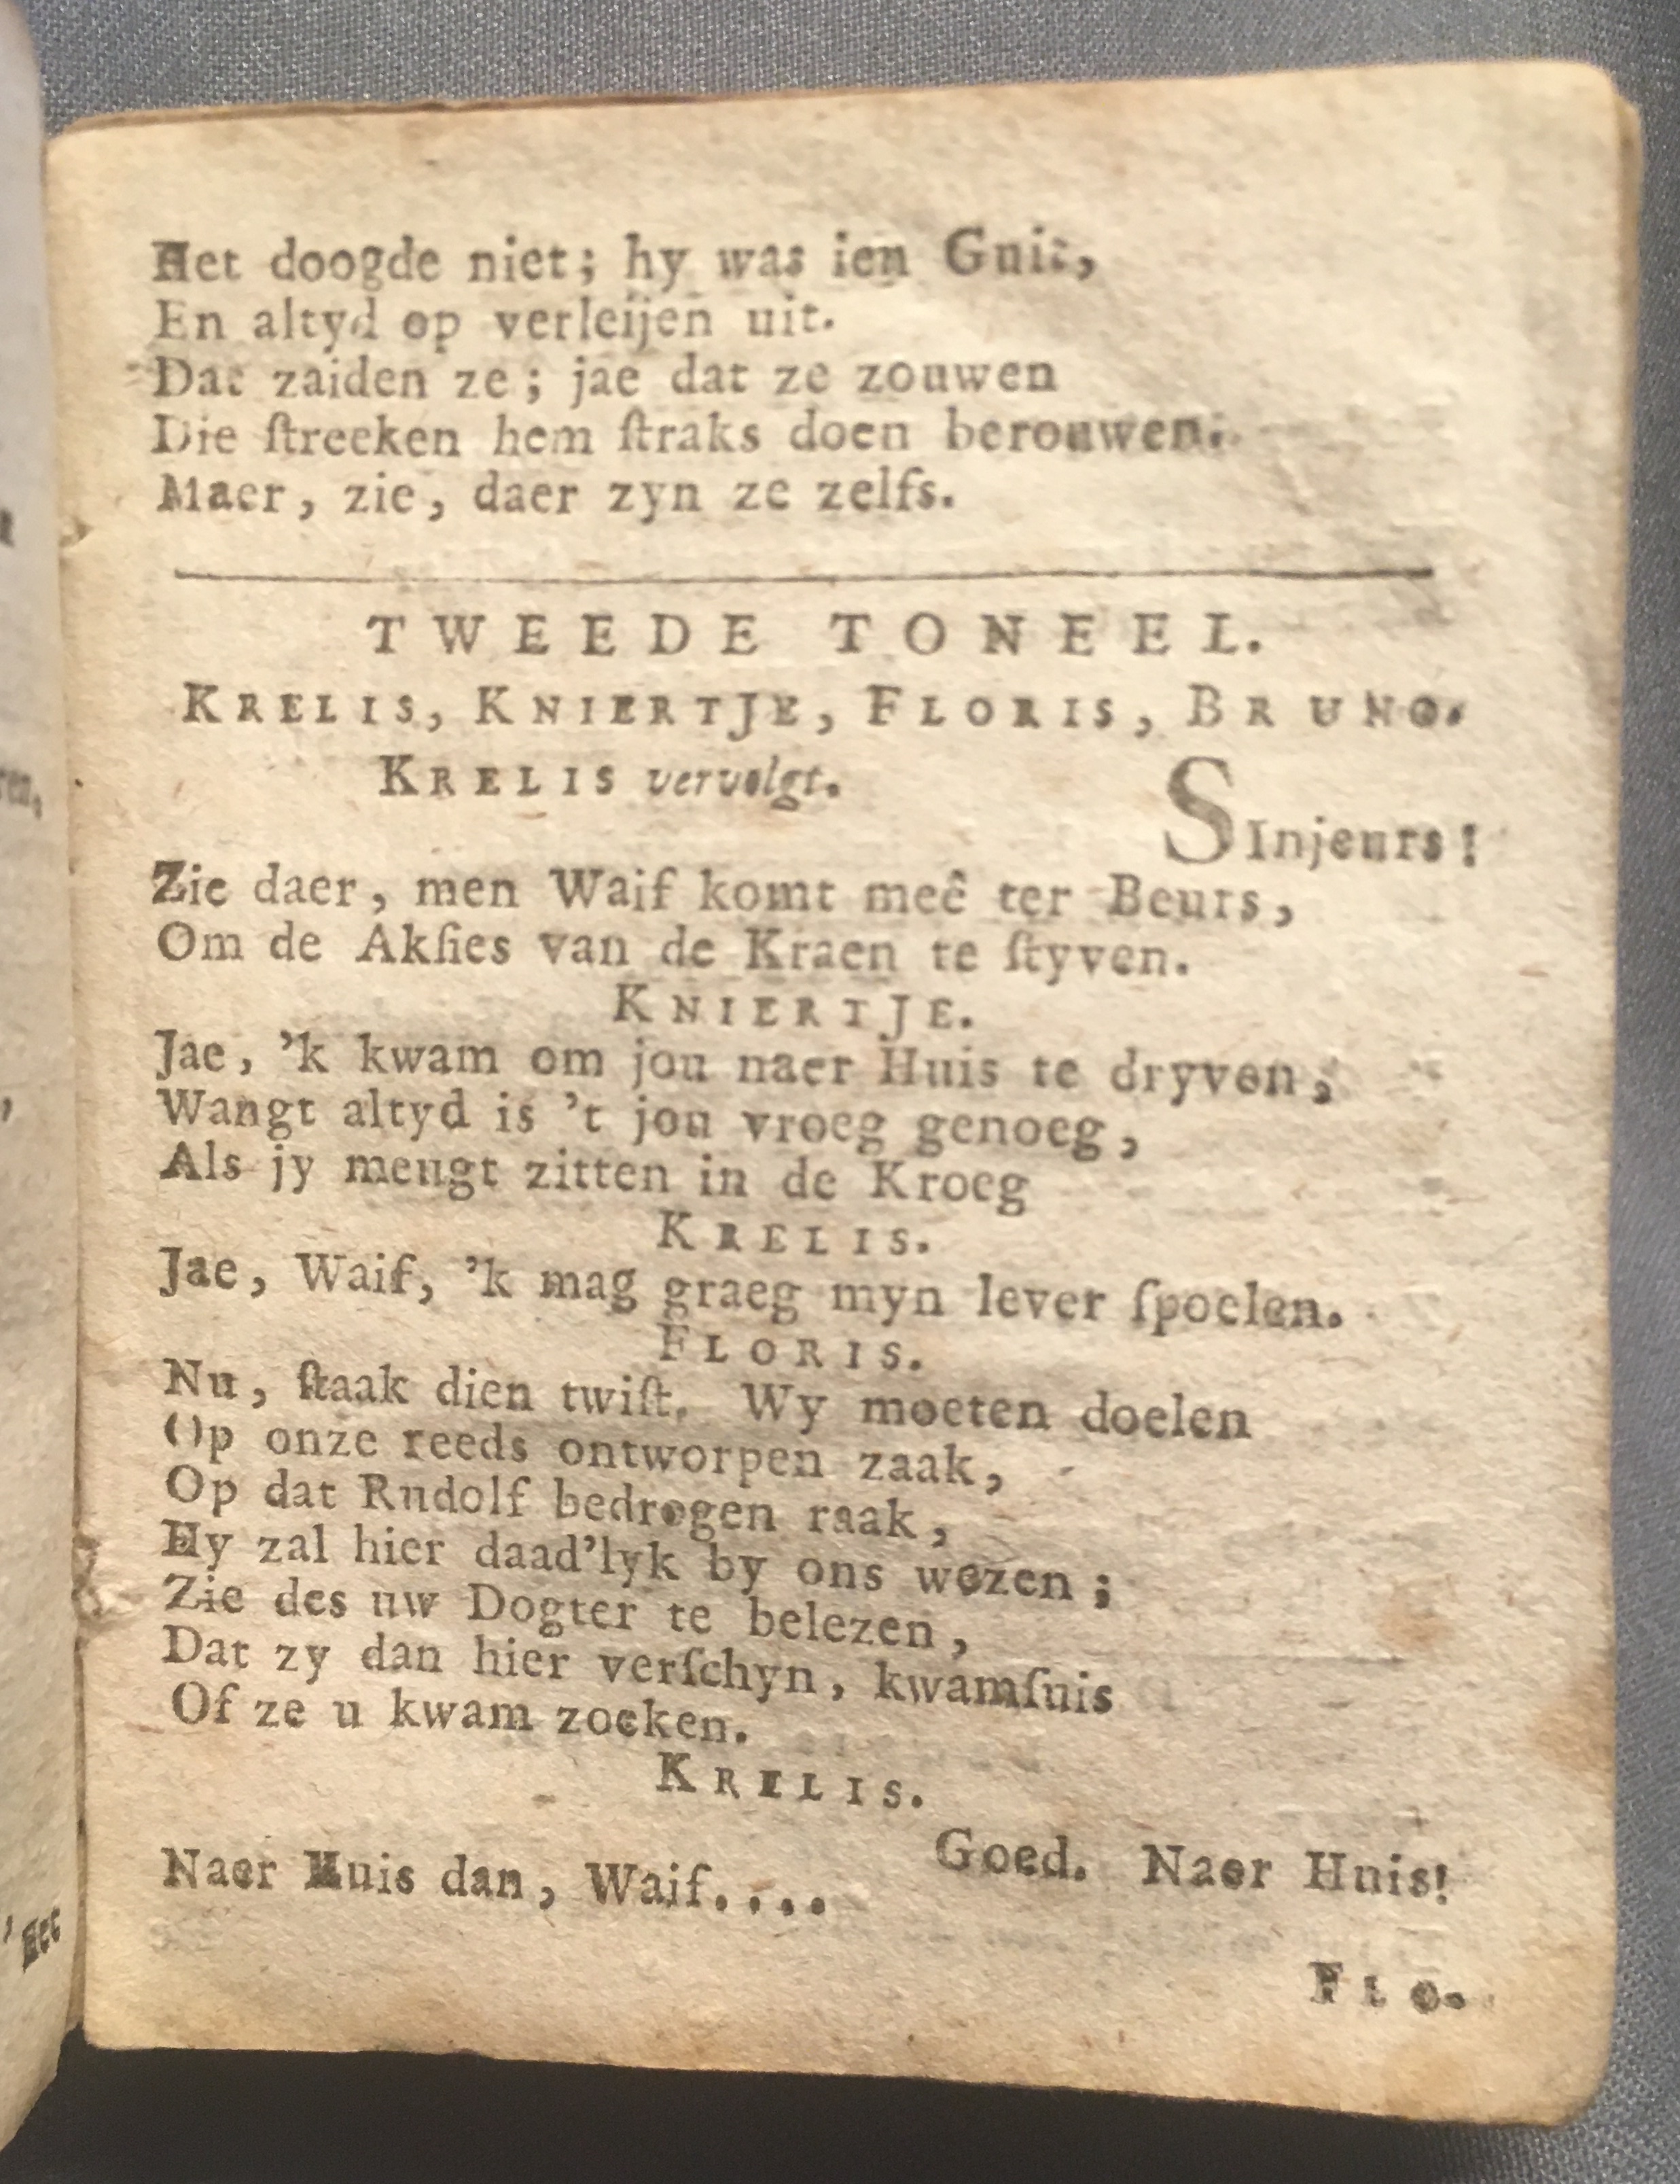 Het doogde niet; hy was ien Guit,
En altyd op verleijen uit.
Dat zaiden ze; jae dat ze zouwen
Die ſtreeken hem ſtraks doen berouwen.
Maer, zie, daer zyn ze zelfs.
TWEEDE TONEEL.
KRELIS, KNIERTJE, FLORIS, BRUNO.
KRELIS vervolgt.
SInjeurs!
Zie daer, men Waif komt meê ter Beurs,
Om de Akſies van de Kraen te ſtyven.
KNIERTJE.
Jae, 'k kwam om jou naer Huis te dryven,
Wangt altyd is 't jou vroeg genoeg,
Als jy meugt zitten in de Kroeg
KRELIS.
Jae, Waif, 'k mag graeg myn lever ſpoelen.
FLORIS.
Nu, ſtaak dien twiſt. Wy moeten doelen
Op onze reeds ontworpen zaak,
Op dat Rudolf bedrogen raak,
Hy zal hier daad'lyk by ons wezen;
Zie des uw Dogter te belezen,
Dat zy dan hier verſchyn, kwamſuis
Of ze u kwam zoeken.
KRELIS.
Goed. Naer Huis!
Naer Huis dan, Waif....
FLO-
ren,
'Het